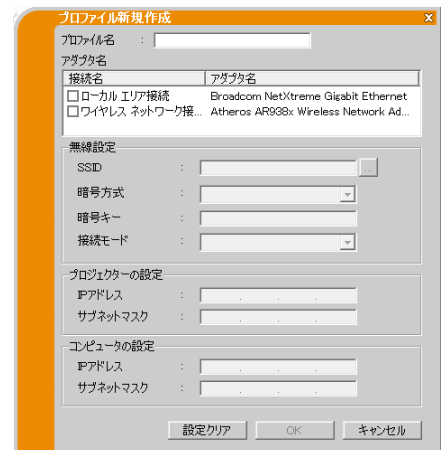 プロファイル新規作成 x
プロファイル名 :
アダプタ名
接続名 アダプタ名
ローカル エリア接続 Broadcom NetXtreme Gigabit Ethernet
ワイヤレス ネットワーク接... Atheros AR938x Wireless Network Ad...
無線設定
SSID : ...
暗号方式 :
暗号キー :
接続モード :
プロジェクターの設定
IPアドレス : . . .
サブネットマスク : . . .
コンピュータの設定
IPアドレス : . . .
サブネットマスク : . . .
設定クリア OK キャンセル